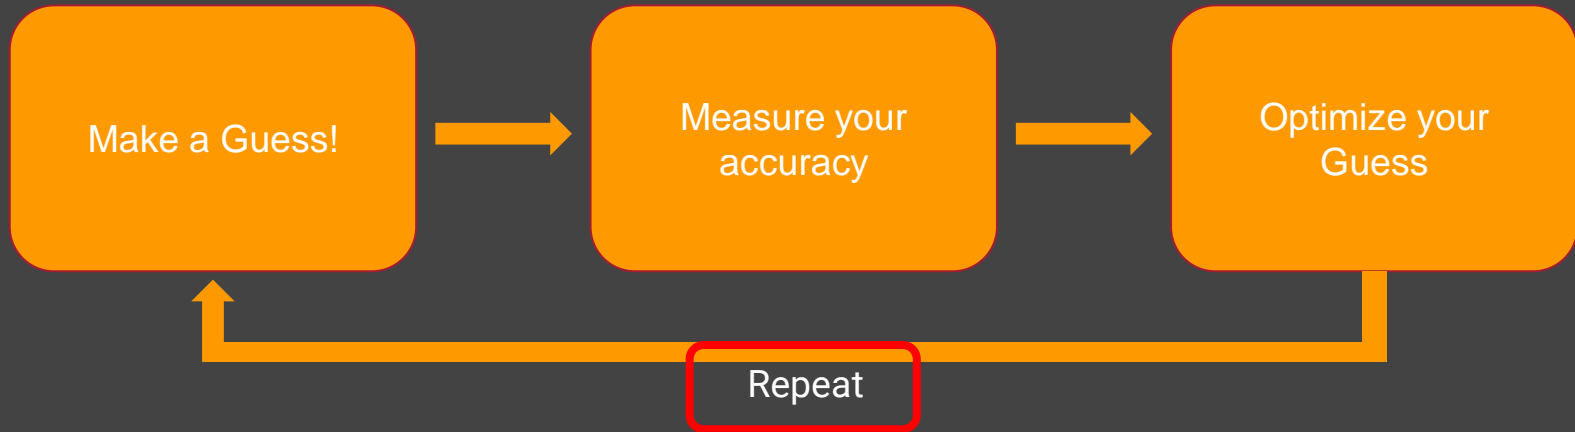 Make a Guess!
Measure your
accuracy
Optimize your
Guess
Repeat